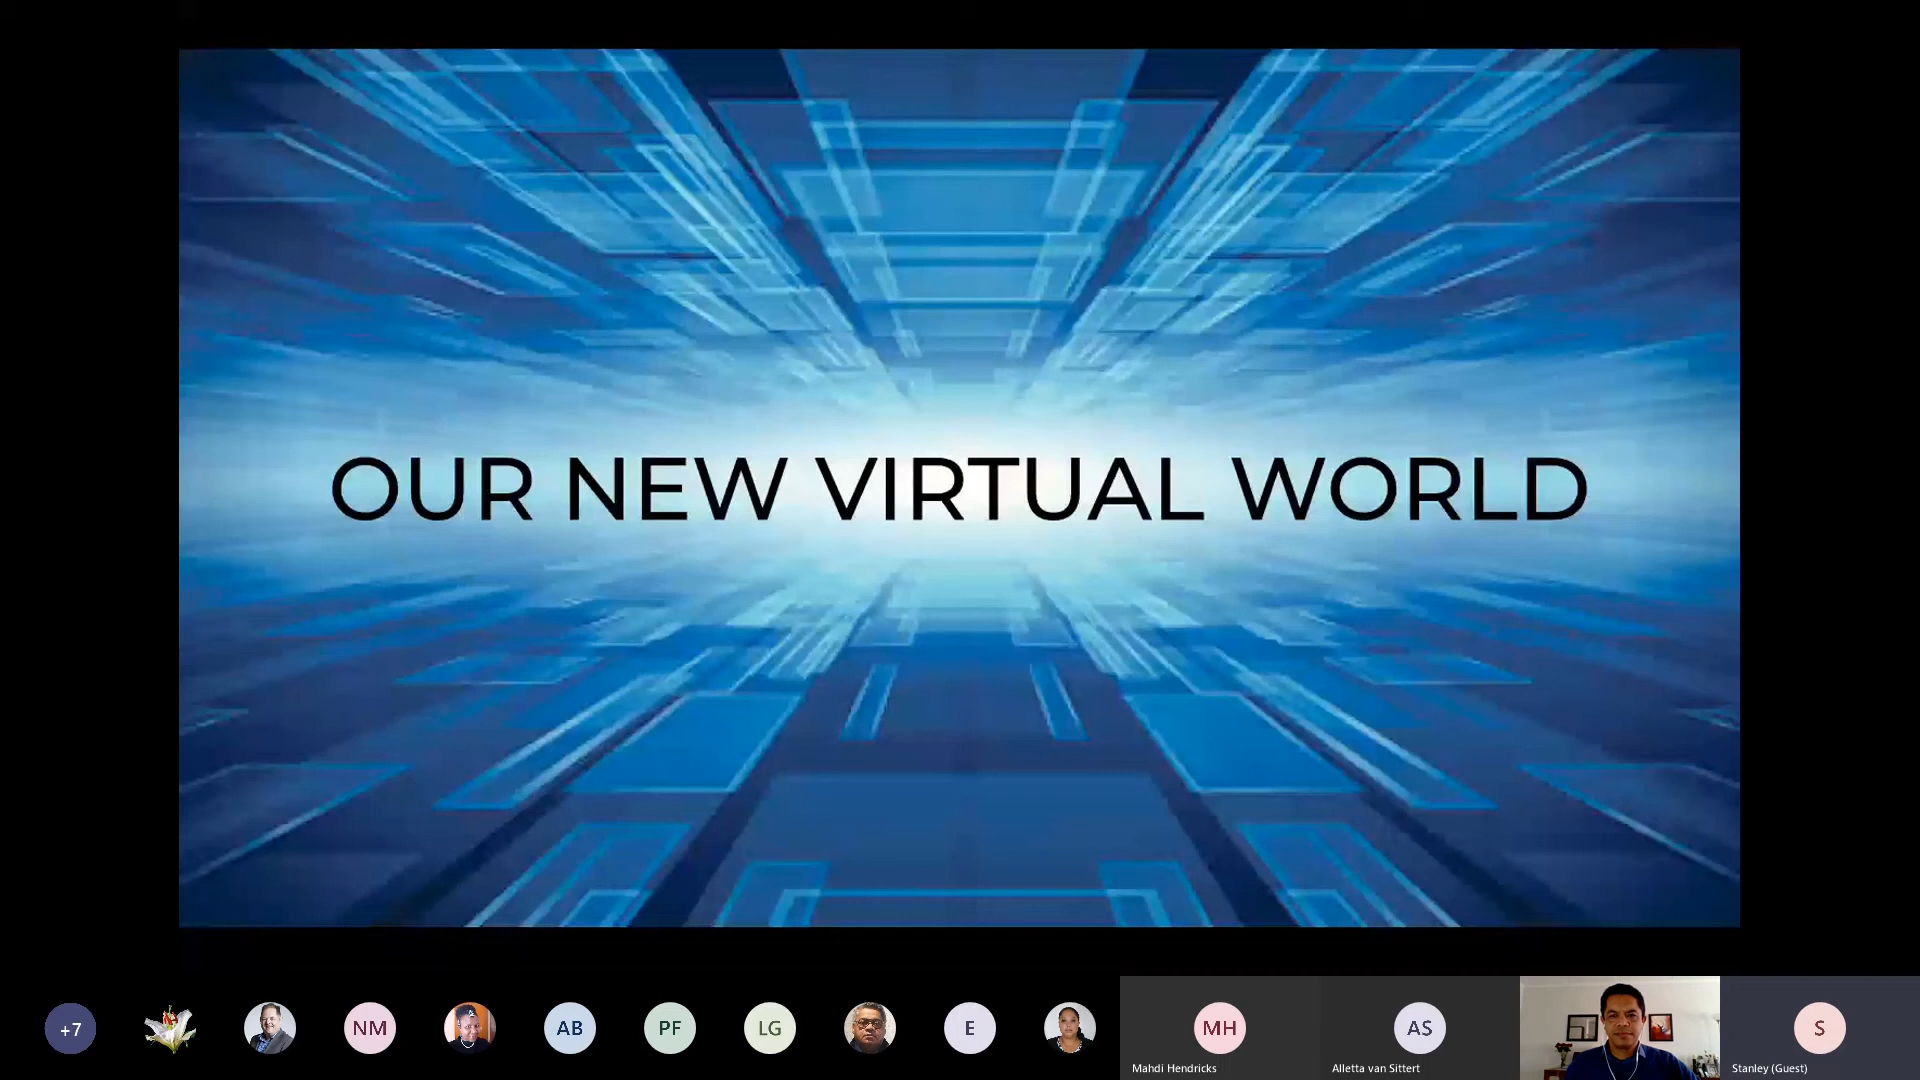 OUR NEW VIRTUAL WORLD
+7
NM
AB
PF
LG
E
MH
Mahdi Hendricks
AS
Alletta van Sittert
S
Stanley (Guest)